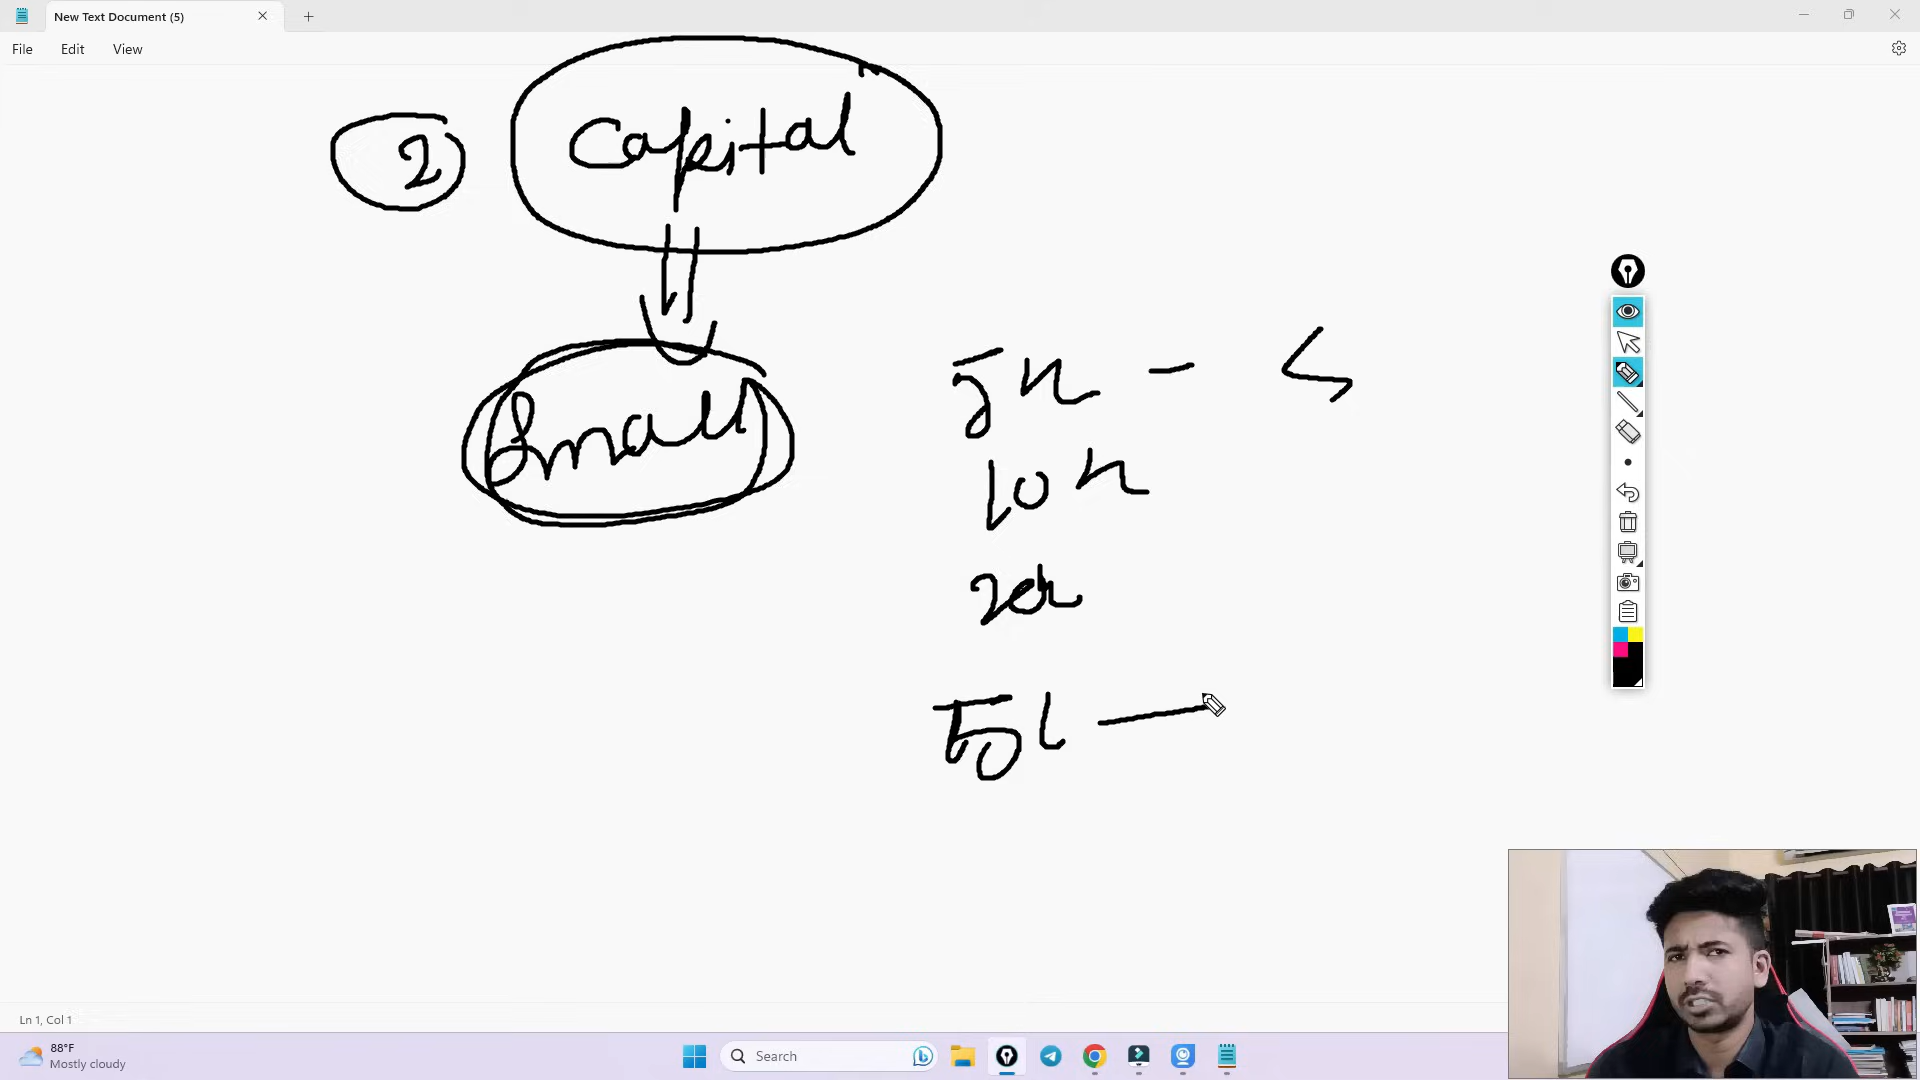 New Text Document (5)
File Edit View
2 Capital
Small
5k - S
10k
20k
50k —
Ln 1, Col 1
88°F
Mostly cloudy
Search